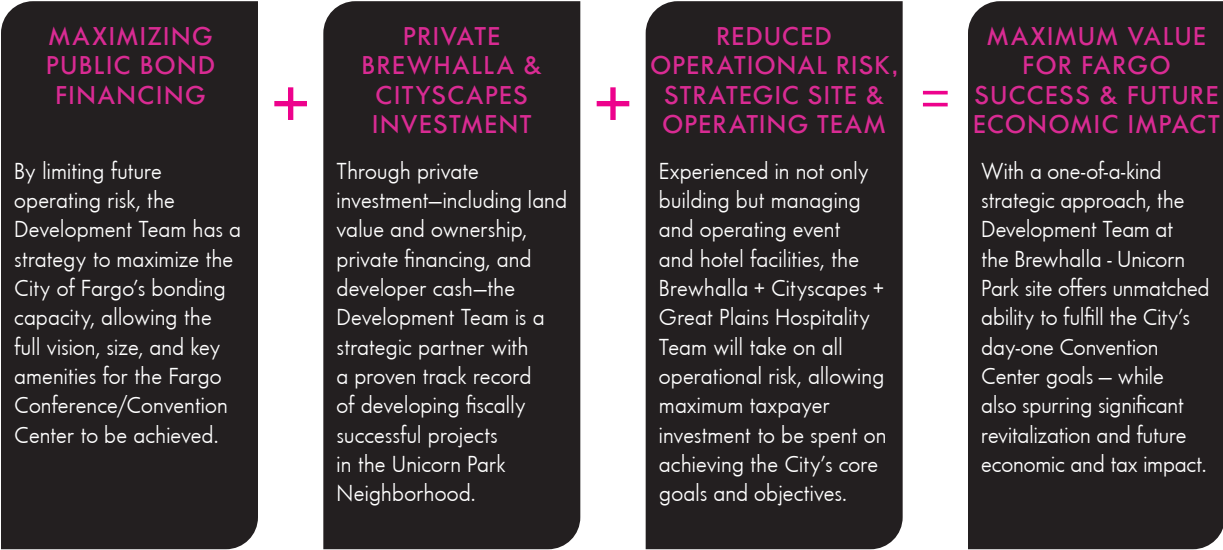 MAXIMIZING
PUBLIC BOND
FINANCING
By limiting future
operating risk, the
Development Team has a
strategy to maximize the
City of Fargo's bonding
capacity, allowing the
full vision, size, and key
amenities for the Fargo
Conference/Convention
Center to be achieved.
+
PRIVATE
BREWHALLA &
CITYSCAPES
INVESTMENT
Through private
investment—including land
value and ownership,
private financing, and
developer cash—the
Development Team is a
strategic partner with
a proven track record
of developing fiscally
successful projects
in the Unicorn Park
Neighborhood.
+
REDUCED
OPERATIONAL RISK,
STRATEGIC SITE &
OPERATING TEAM
Experienced in not only
building but managing
and operating event
and hotel facilities, the
Brewhalla + Cityscapes +
Great Plains Hospitality
Team will take on all
operational risk, allowing
maximum taxpayer
investment to be spent on
achieving the City's core
goals and objectives.
=
MAXIMUM VALUE
FOR FARGO
SUCCESS & FUTURE
ECONOMIC IMPACT
With a one-of-a-kind
strategic approach, the
Development Team at
the Brewhalla - Unicorn
Park site offers unmatched
ability to fulfill the City's
day-one Convention
Center goals — while
also spurring significant
revitalization and future
economic and tax impact.